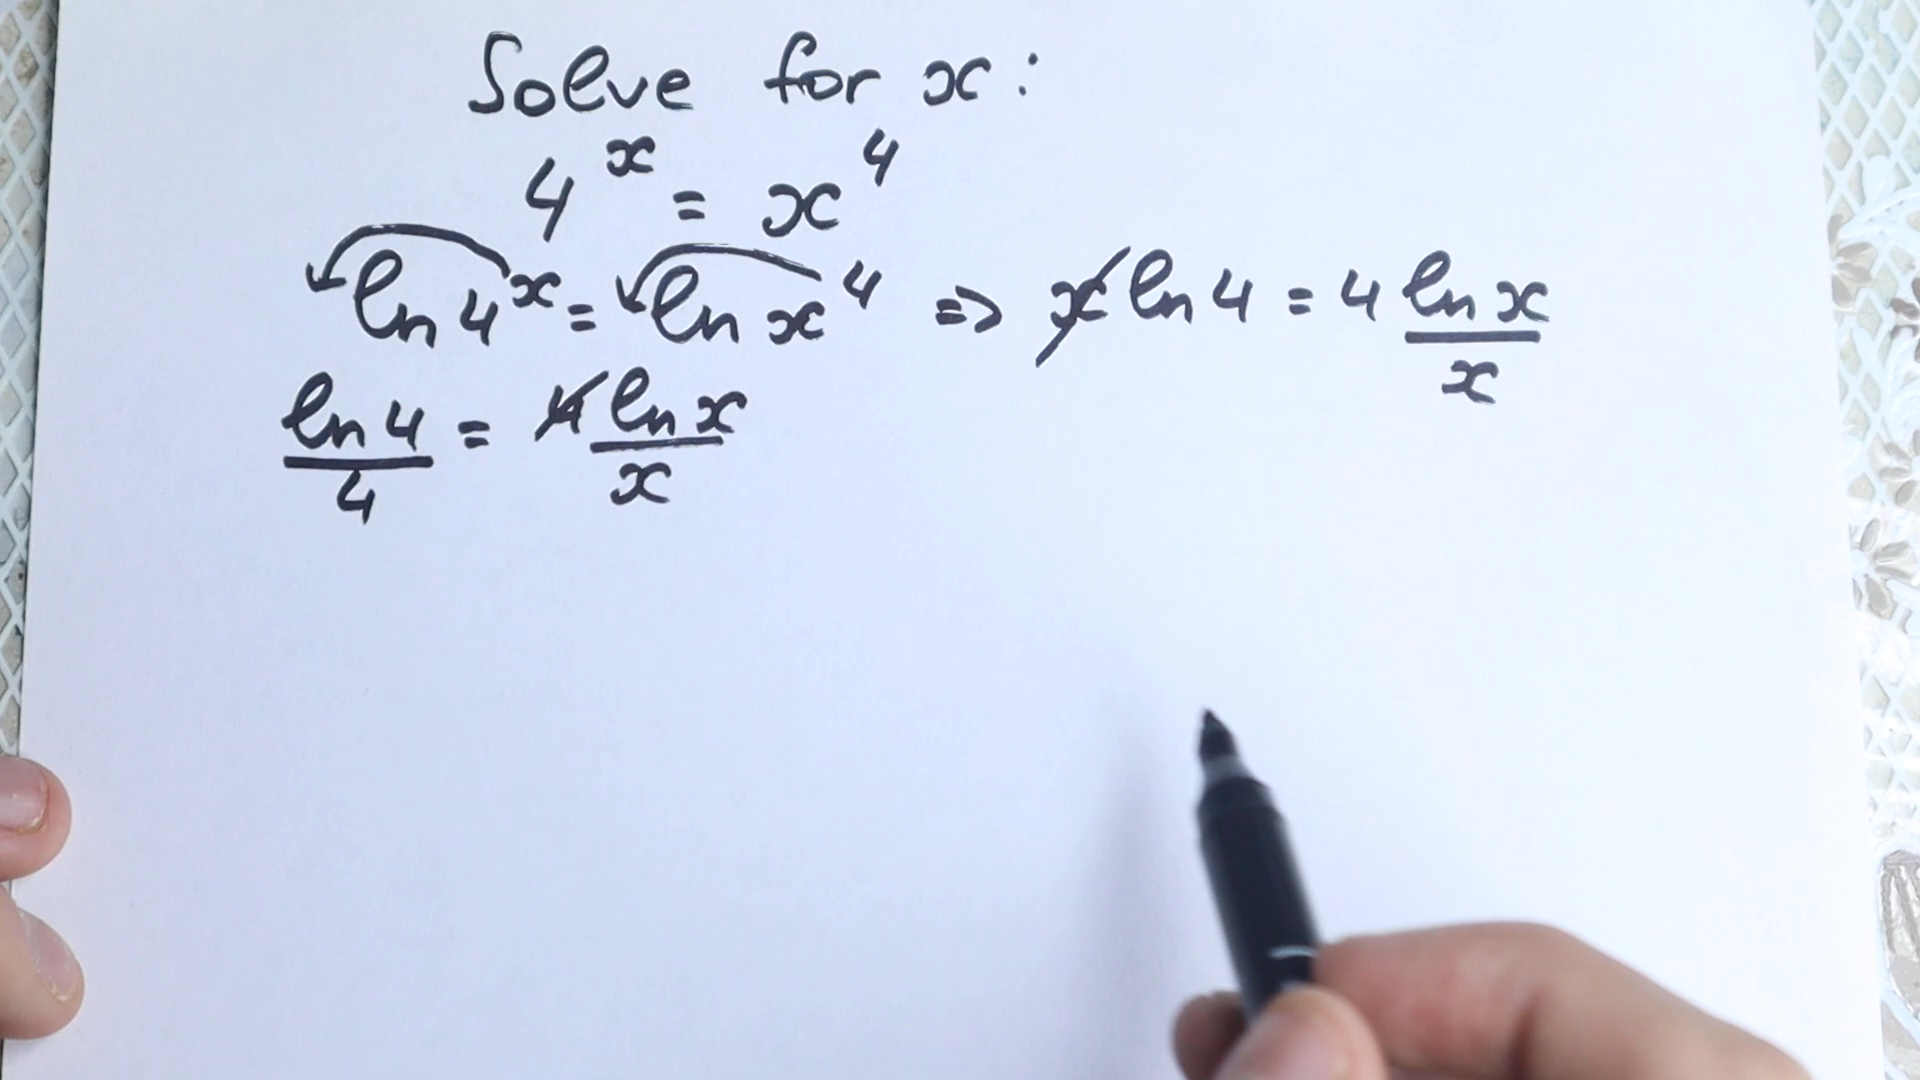 Solve for x:
4^x = x^4
ln 4^x = ln x^4 => x ln 4 = 4 ln x / x
ln 4 / 4 = 4 ln x / x